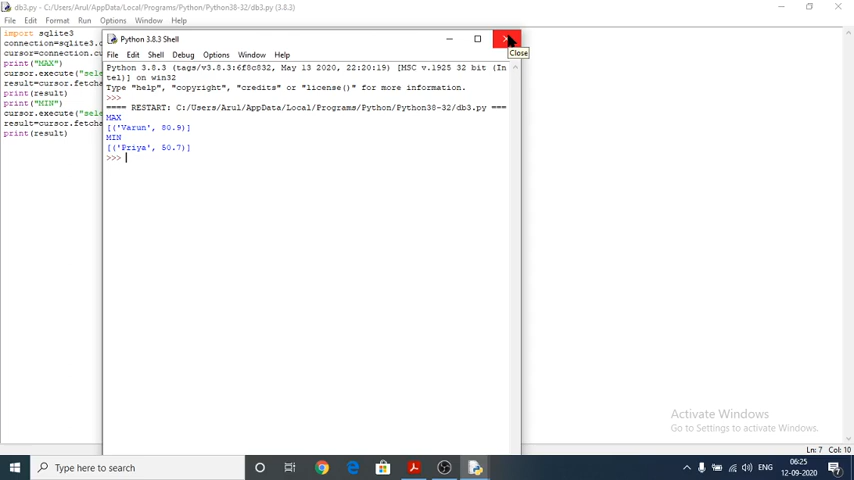 db3.py - C:/Users/Arul/AppData/Local/Programs/Python/Python38-32/db3.py (3.8.3)
File Edit Format Run Options Window Help
import sqlite3
connection=sqlite3.c
cursor=connection.cu
print("MAX")
cursor.execute("sele
result=cursor.fetcha
print(result)
print("MIN")
cursor.execute("sele
result=cursor.fetcha
print(result)
Python 3.8.3 Shell
Close
File Edit Shell Debug Options Window Help
Python 3.8.3 (tags/v3.8.3:6f8c832, May 13 2020, 22:20:19) [MSC v.1925 32 bit (In
tel)] on win32
Type "help", "copyright", "credits" or "license()" for more information.
>>>
==== RESTART: C:/Users/Arul/AppData/Local/Programs/Python/Python38-32/db3.py ===
MAX
[('Varun', 80.9)]
MIN
[('Priya', 50.7)]
>>>
Activate Windows
Go to Settings to activate Windows.
Ln: 7 Col: 10
Type here to search
ENG
06:25
12-09-2020
7